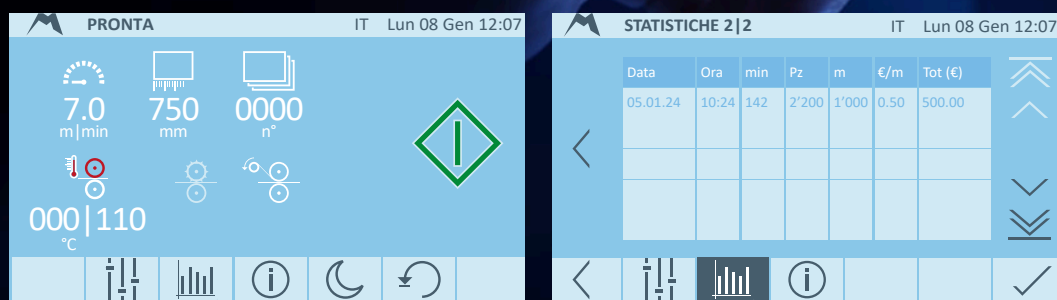 PRONTA IT Lun 08 Gen 12:07
7.0 750 0000
m|min mm n°
000|110
°C
STATISTICHE 2|2 IT Lun 08 Gen 12:07
Data Ora min Pz m €/m Tot (€)
05.01.24 10:24 142 2'200 1'000 0.50 500.00